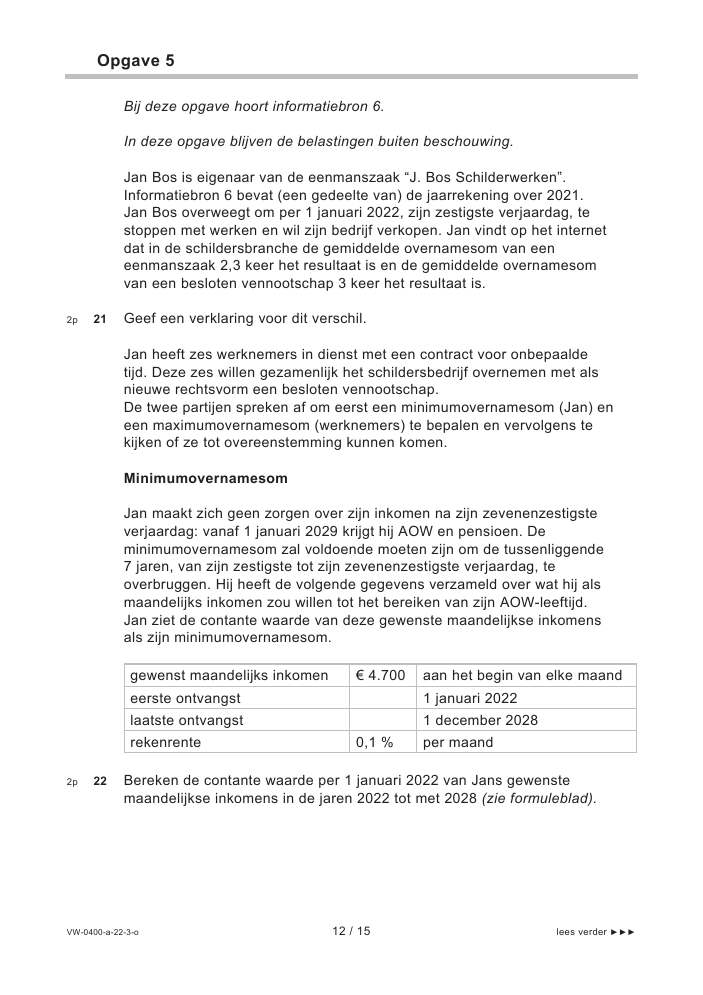 Opgave 5
Bij deze opgave hoort informatiebron 6.
In deze opgave blijven de belastingen buiten beschouwing.
Jan Bos is eigenaar van de eenmanszaak “J. Bos Schilderwerken”.
Informatiebron 6 bevat (een gedeelte van) de jaarrekening over 2021.
Jan Bos overweegt om per 1 januari 2022, zijn zestigste verjaardag, te
stoppen met werken en wil zijn bedrijf verkopen. Jan vindt op het internet
dat in de schildersbranche de gemiddelde overnamesom van een
eenmanszaak 2,3 keer het resultaat is en de gemiddelde overnamesom
van een besloten vennootschap 3 keer het resultaat is.
2p 21 Geef een verklaring voor dit verschil.
Jan heeft zes werknemers in dienst met een contract voor onbepaalde
tijd. Deze zes willen gezamenlijk het schildersbedrijf overnemen met als
nieuwe rechtsvorm een besloten vennootschap.
De twee partijen spreken af om eerst een minimumovernamesom (Jan) en
een maximumovernamesom (werknemers) te bepalen en vervolgens te
kijken of ze tot overeenstemming kunnen komen.
Minimumovernamesom
Jan maakt zich geen zorgen over zijn inkomen na zijn zevenenzestigste
verjaardag: vanaf 1 januari 2029 krijgt hij AOW en pensioen. De
minimumovernamesom zal voldoende moeten zijn om de tussenliggende
7 jaren, van zijn zestigste tot zijn zevenenzestigste verjaardag, te
overbruggen. Hij heeft de volgende gegevens verzameld over wat hij als
maandelijks inkomen zou willen tot het bereiken van zijn AOW-leeftijd.
Jan ziet de contante waarde van deze gewenste maandelijkse inkomens
als zijn minimumovernamesom.
gewenst maandelijks inkomen € 4.700 aan het begin van elke maand
eerste ontvangst 1 januari 2022
laatste ontvangst 1 december 2028
rekenrente 0,1 % per maand
2p 22 Bereken de contante waarde per 1 januari 2022 van Jans gewenste
maandelijkse inkomens in de jaren 2022 tot met 2028 (zie formuleblad).
VW-0400-a-22-3-o 12 / 15 lees verder ►►►